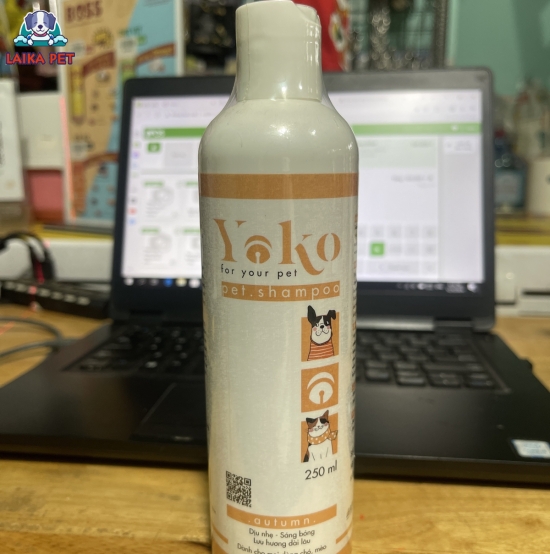 LAIKA PET
BOSS
Yoko
for your pet
pet.shampoo
250 ml
.autumn.
Dịu nhẹ - Sáng bóng
Lưu hương dài lâu